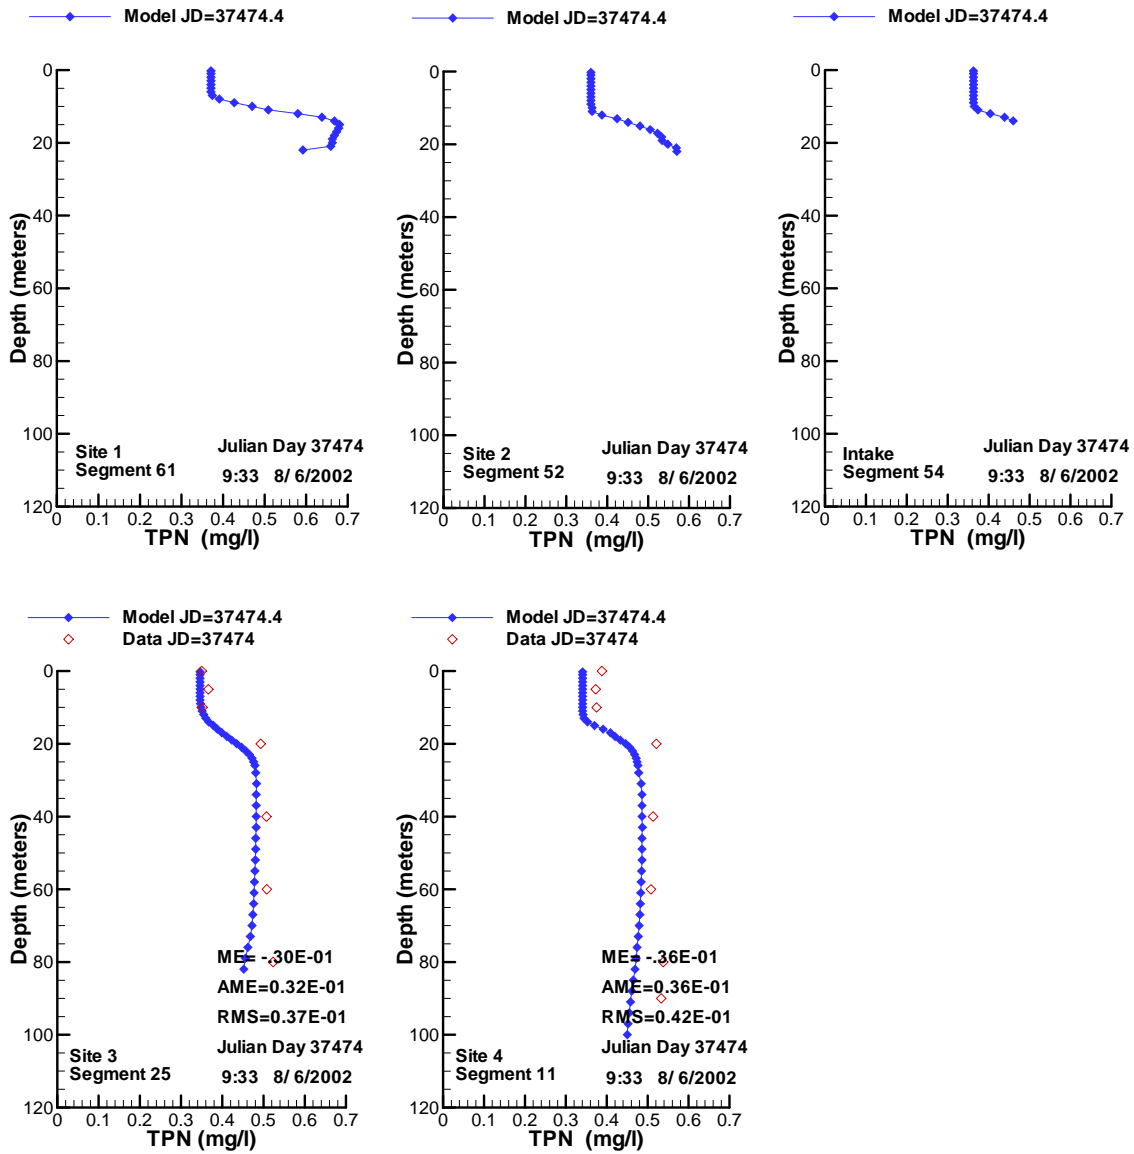 Model JD=37474.4
0
20
40
60
80
100
120
Depth (meters)
Site 1
Segment 61
Julian Day 37474
9:33 8/ 6/2002
0 0.1 0.2 0.3 0.4 0.5 0.6 0.7
TPN (mg/l)
Model JD=37474.4
0
20
40
60
80
100
120
Depth (meters)
Site 2
Segment 52
Julian Day 37474
9:33 8/ 6/2002
0 0.1 0.2 0.3 0.4 0.5 0.6 0.7
TPN (mg/l)
Model JD=37474.4
0
20
40
60
80
100
120
Depth (meters)
Intake
Segment 54
Julian Day 37474
9:33 8/ 6/2002
0 0.1 0.2 0.3 0.4 0.5 0.6 0.7
TPN (mg/l)
Model JD=37474.4
Data JD=37474
0
20
40
60
80
100
120
Depth (meters)
ME= -.30E-01
AME=0.32E-01
RMS=0.37E-01
Site 3
Segment 25
Julian Day 37474
9:33 8/ 6/2002
0 0.1 0.2 0.3 0.4 0.5 0.6 0.7
TPN (mg/l)
Model JD=37474.4
Data JD=37474
0
20
40
60
80
100
120
Depth (meters)
ME= -.36E-01
AME=0.36E-01
RMS=0.42E-01
Site 4
Segment 11
Julian Day 37474
9:33 8/ 6/2002
0 0.1 0.2 0.3 0.4 0.5 0.6 0.7
TPN (mg/l)